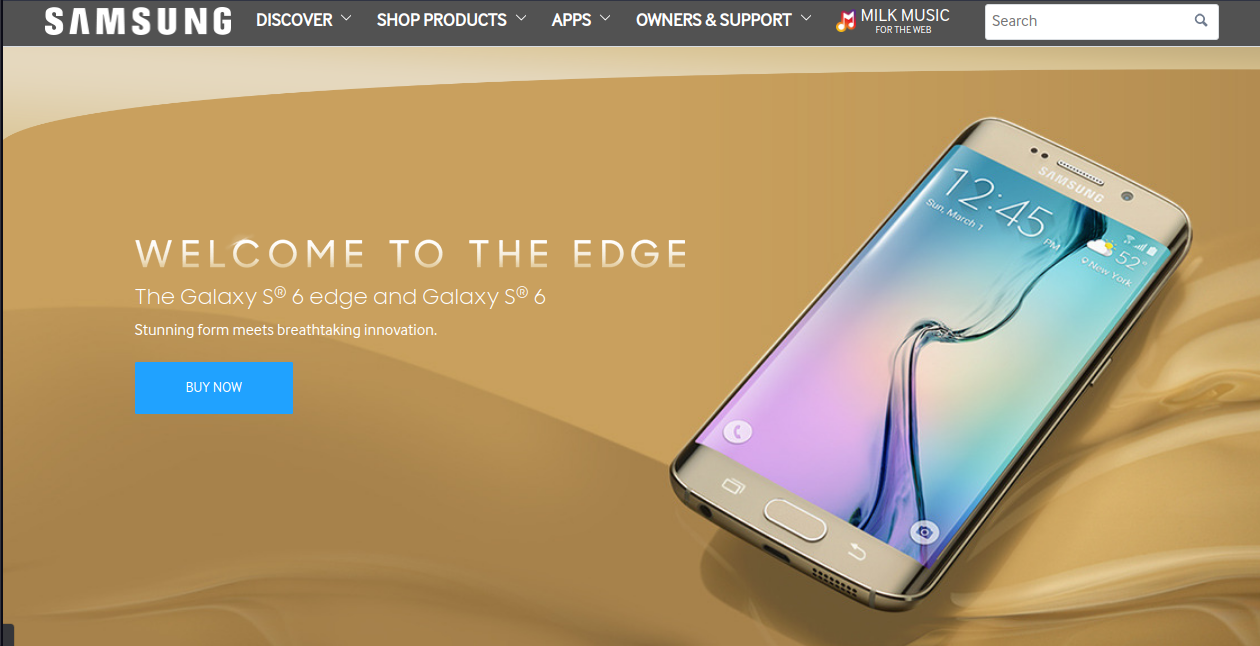 SAMSUNG
DISCOVER
SHOP PRODUCTS
APPS
OWNERS & SUPPORT
MILK MUSIC
FOR THE WEB
Search
WELCOME TO THE EDGE
The Galaxy S® 6 edge and Galaxy S® 6
Stunning form meets breathtaking innovation.
BUY NOW
SAMSUNG
12:45 PM
Sun, March 1
52°
New York